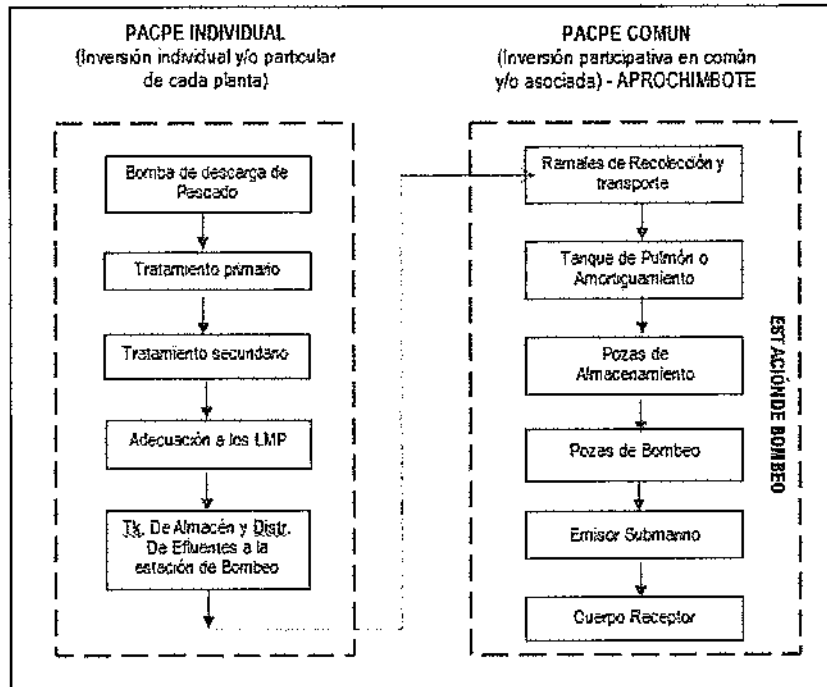 PACPE INDIVIDUAL
(Inversión individual y/o particular
de cada planta)
Bomba de descarga de
Pescado
Tratamiento primario
Tratamiento secundario
Adecuación a los LMP
Tk. De Almacén y Distr.
De Efluentes a la
estación de Bombeo
PACPE COMUN
(Inversión participativa en común
y/o asociada) - APROCHIMBOTE
Ramales de Recolección y
transporte
Tanque de Pulmón o
Amortiguamiento
Pozas de
Almacenamiento
Pozas de Bombeo
Emisor Submarino
Cuerpo Receptor
ESTACIÓN DE BOMBEO